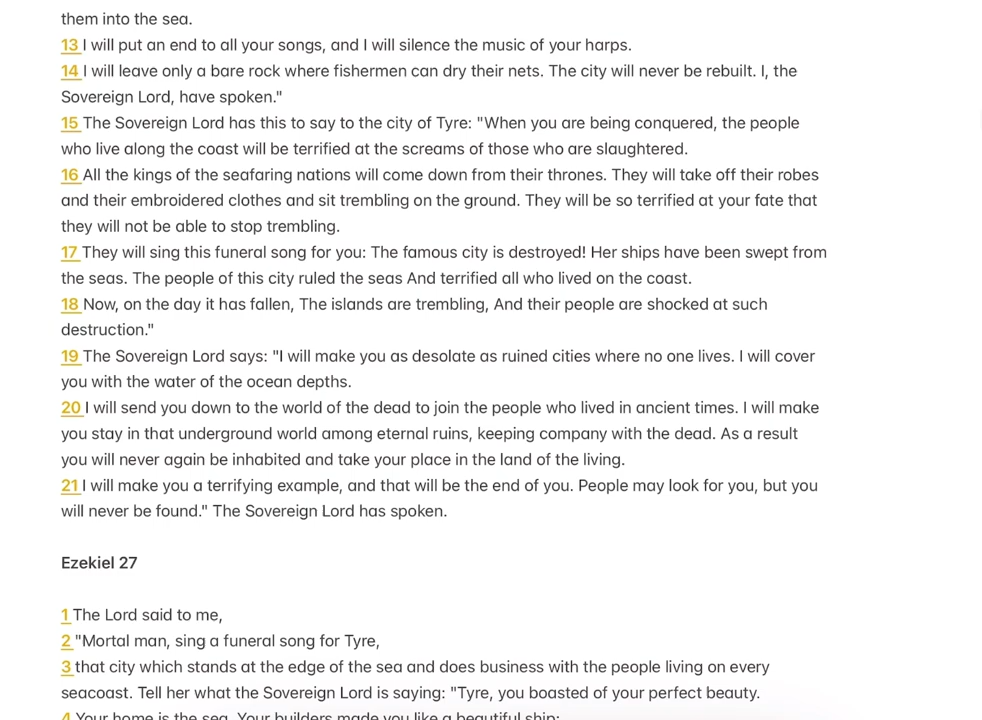 them into the sea.
13 I will put an end to all your songs, and I will silence the music of your harps.
14 I will leave only a bare rock where fishermen can dry their nets. The city will never be rebuilt. I, the
Sovereign Lord, have spoken."
15 The Sovereign Lord has this to say to the city of Tyre: "When you are being conquered, the people
who live along the coast will be terrified at the screams of those who are slaughtered.
16 All the kings of the seafaring nations will come down from their thrones. They will take off their robes
and their embroidered clothes and sit trembling on the ground. They will be so terrified at your fate that
they will not be able to stop trembling.
17 They will sing this funeral song for you: The famous city is destroyed! Her ships have been swept from
the seas. The people of this city ruled the seas And terrified all who lived on the coast.
18 Now, on the day it has fallen, The islands are trembling, And their people are shocked at such
destruction."
19 The Sovereign Lord says: "I will make you as desolate as ruined cities where no one lives. I will cover
you with the water of the ocean depths.
20 I will send you down to the world of the dead to join the people who lived in ancient times. I will make
you stay in that underground world among eternal ruins, keeping company with the dead. As a result
you will never again be inhabited and take your place in the land of the living.
21 I will make you a terrifying example, and that will be the end of you. People may look for you, but you
will never be found." The Sovereign Lord has spoken.
Ezekiel 27
1 The Lord said to me,
2 "Mortal man, sing a funeral song for Tyre,
3 that city which stands at the edge of the sea and does business with the people living on every
seacoast. Tell her what the Sovereign Lord is saying: "Tyre, you boasted of your perfect beauty.
4 Your home is the sea. Your builders made you like a beautiful ship;